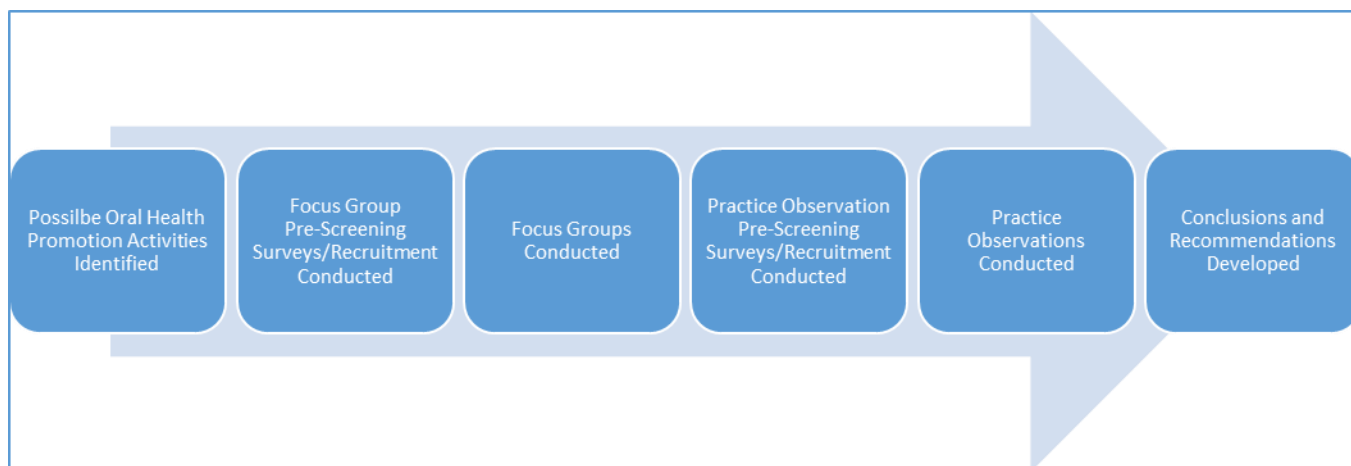 Possilbe Oral Health
Promotion Activities
Identified
Focus Group
Pre-Screening
Surveys/Recruitment
Conducted
Focus Groups
Conducted
Practice Observation
Pre-Screening
Surveys/Recruitment
Conducted
Practice
Observations
Conducted
Conclusions and
Recommendations
Developed